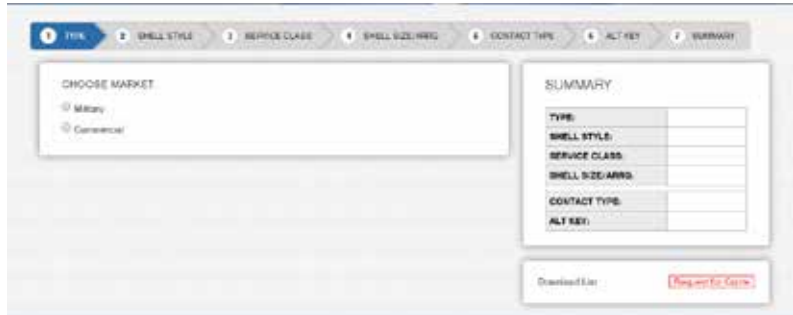 1 TYPE 2 SHELL STYLE 3 SERVICE CLASS 4 SHELL SIZE/ARRG 5 CONTACT TYPE 6 ALT KEY 7 SUMMARY
CHOOSE MARKET
Military
Commercial
SUMMARY
TYPE:
SHELL STYLE:
SERVICE CLASS:
SHELL SIZE/ARRG.
CONTACT TYPE:
ALT KEY:
Download List
Request for Quote